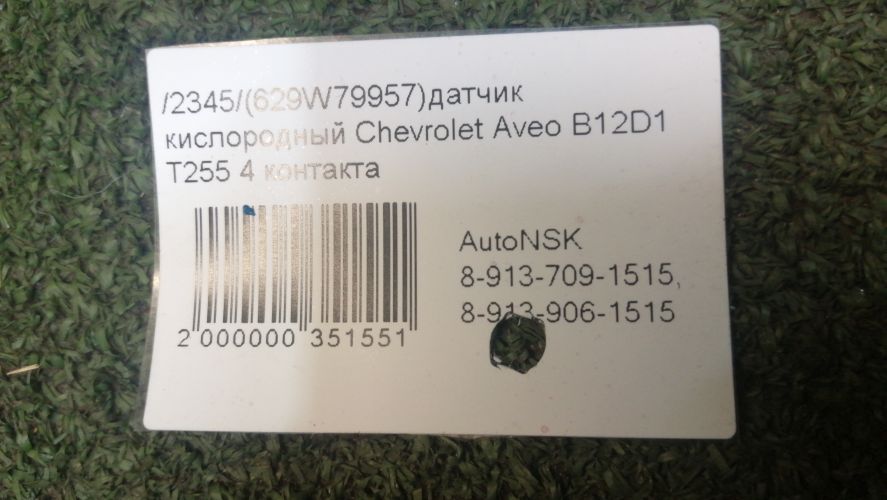 /2345/(629W79957)датчик
кислородный Chevrolet Aveo B12D1
T255 4 контакта
AutoNSK
8-913-709-1515,
8-913-906-1515
2 000000 351551